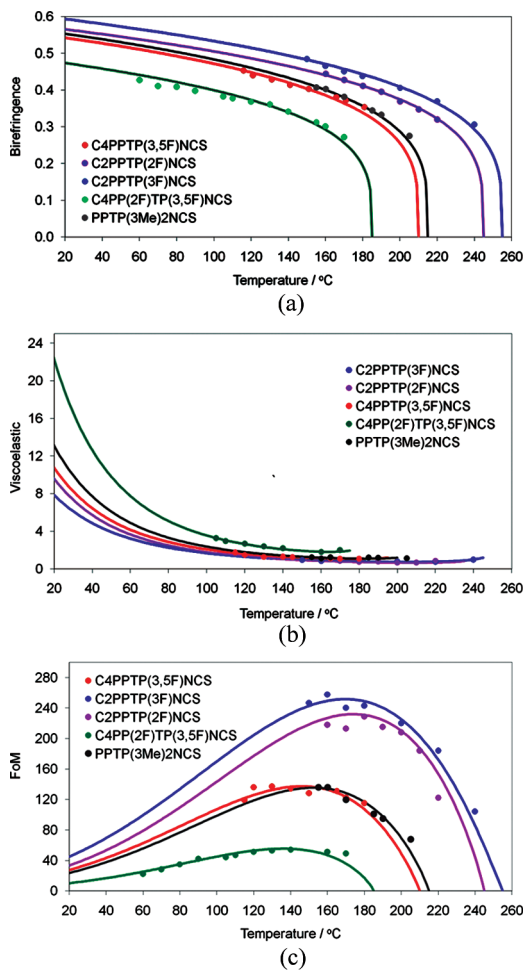 0.6
0.5
0.4
0.3
0.2
0.1
0.0
Birefringence
C4PPTP(3,5F)NCS
C2PPTP(2F)NCS
C2PPTP(3F)NCS
C4PP(2F)TP(3,5F)NCS
PPTP(3Me)2NCS
20 40 60 80 100 120 140 160 180 200 220 240 260
Temperature / ºC
(a)
24
20
16
12
8
4
0
Viscoelastic
C2PPTP(3F)NCS
C2PPTP(2F)NCS
C4PPTP(3,5F)NCS
C4PP(2F)TP(3,5F)NCS
PPTP(3Me)2NCS
20 40 60 80 100 120 140 160 180 200 220 240 260
Temperature / ºC
(b)
280
240
200
160
120
80
40
0
FoM
C4PPTP(3,5F)NCS
C2PPTP(3F)NCS
C2PPTP(2F)NCS
C4PP(2F)TP(3,5F)NCS
PPTP(3Me)2NCS
20 40 60 80 100 120 140 160 180 200 220 240 260
Temperature / ºC
(c)